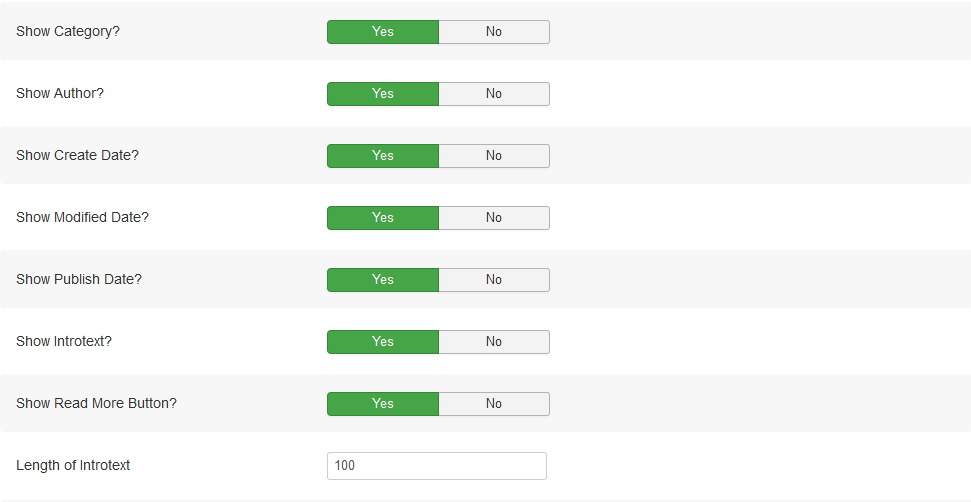 Show Category? Yes No
Show Author? Yes No
Show Create Date? Yes No
Show Modified Date? Yes No
Show Publish Date? Yes No
Show Introtext? Yes No
Show Read More Button? Yes No
Length of Introtext 100